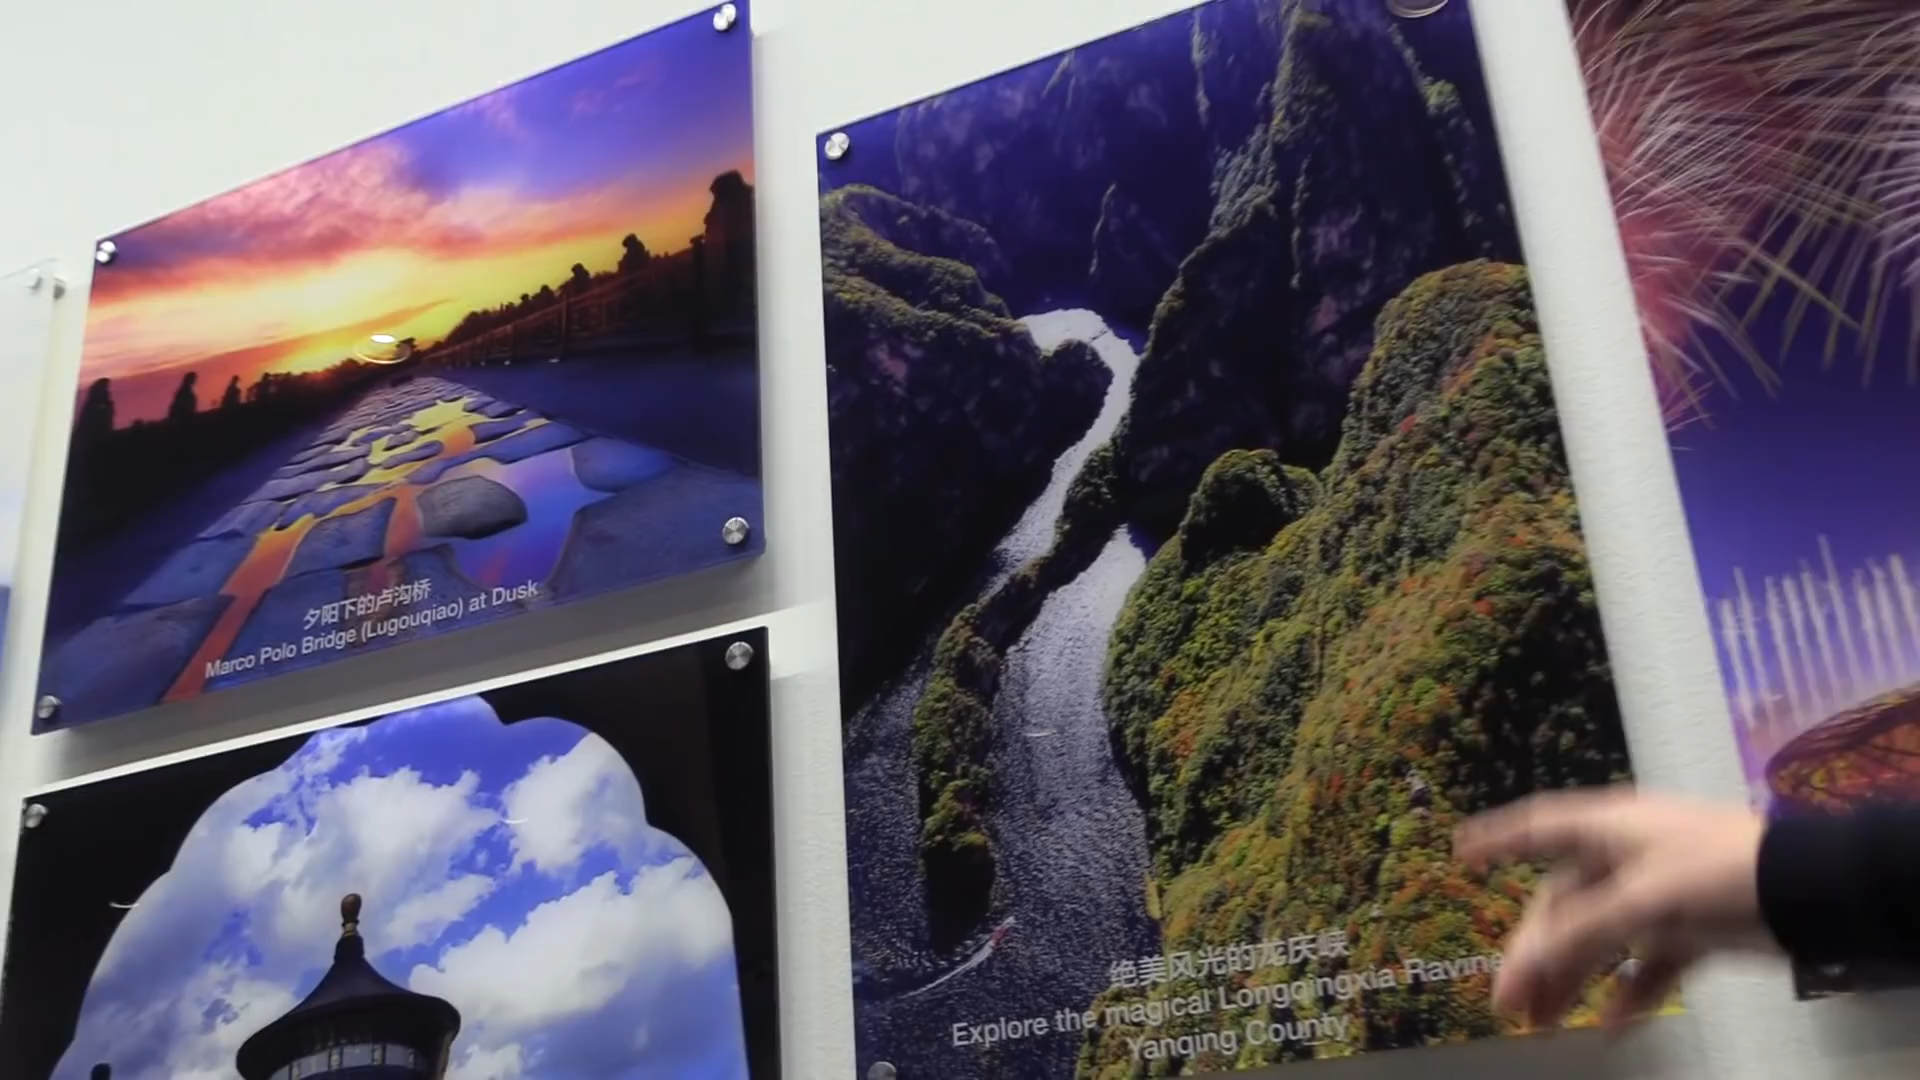 夕阳下的卢沟桥
Marco Polo Bridge (Lugouqiao) at Dusk
绝美风光的龙庆峡
Explore the magical Longqingxia Ravine
Yanqing County